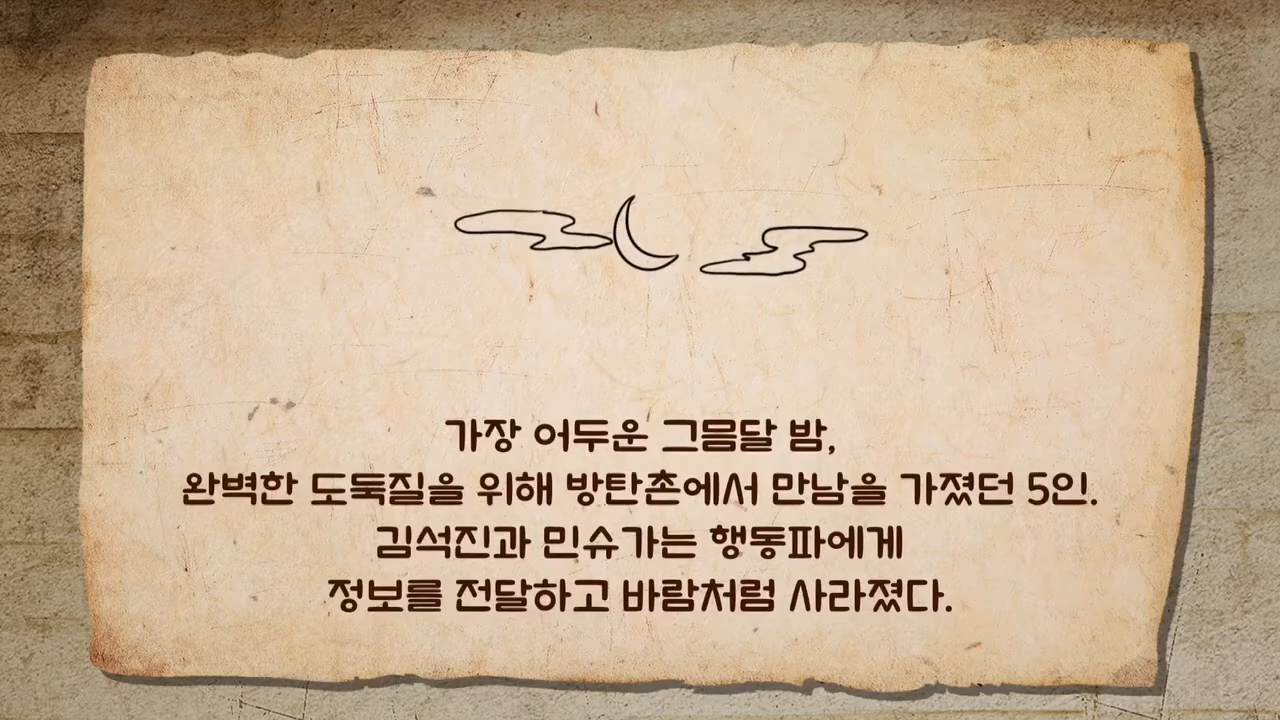 가장 어두운 그믐달 밤,
완벽한 도둑질을 위해 방탄촌에서 만남을 가졌던 5인.
김석진과 민슈가는 행동파에게
정보를 전달하고 바람처럼 사라졌다.